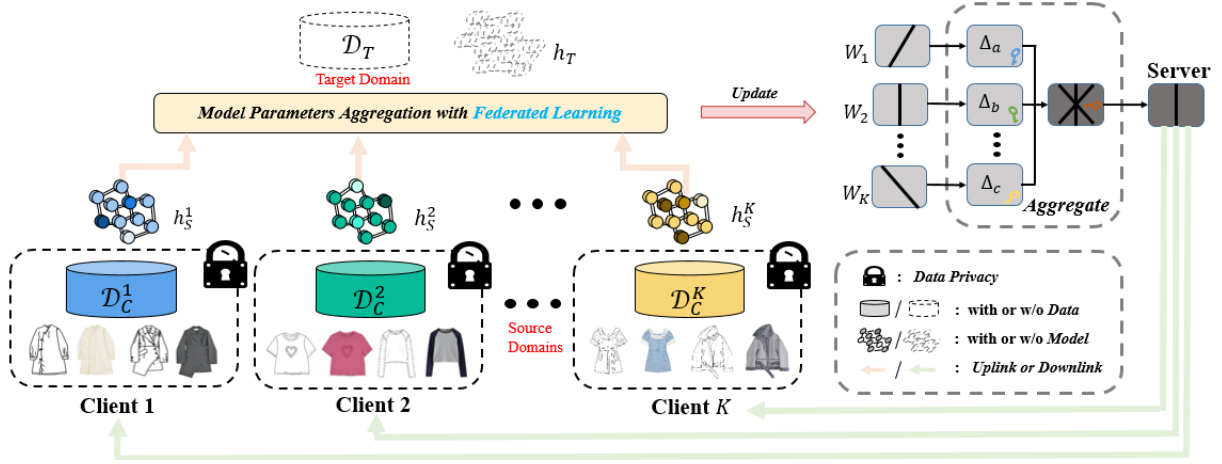 𝒟_T
h_T
Target Domain
Model Parameters Aggregation with Federated Learning
Update
W_1
Δ_a
W_2
Δ_b
W_K
Δ_c
Aggregate
Server
h_S^1
h_S^2
h_S^K
𝒟_C^1
𝒟_C^2
𝒟_C^K
Source
Domains
Client 1
Client 2
Client K
: Data Privacy
/ : with or w/o Data
/ : with or w/o Model
/ : Uplink or Downlink